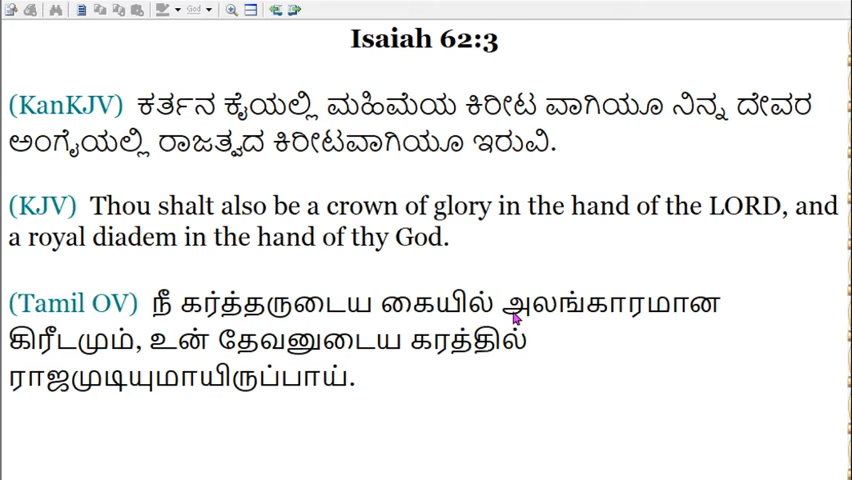 God
Isaiah 62:3
(KanKJV) ಕರ್ತನ ಕೈಯಲ್ಲಿ ಮಹಿಮೆಯ ಕಿರೀಟ ವಾಗಿಯೂ ನಿನ್ನ ದೇವರ
ಅಂಗೈಯಲ್ಲಿ ರಾಜತ್ವದ ಕಿರೀಟವಾಗಿಯೂ ಇರುವಿ.
(KJV) Thou shalt also be a crown of glory in the hand of the LORD, and
a royal diadem in the hand of thy God.
(Tamil OV) நீ கர்த்தருடைய கையில் அலங்காரமான
கிரீடமும், உன் தேவனுடைய கரத்தில்
ராஜமுடியுமாயிருப்பாய்.